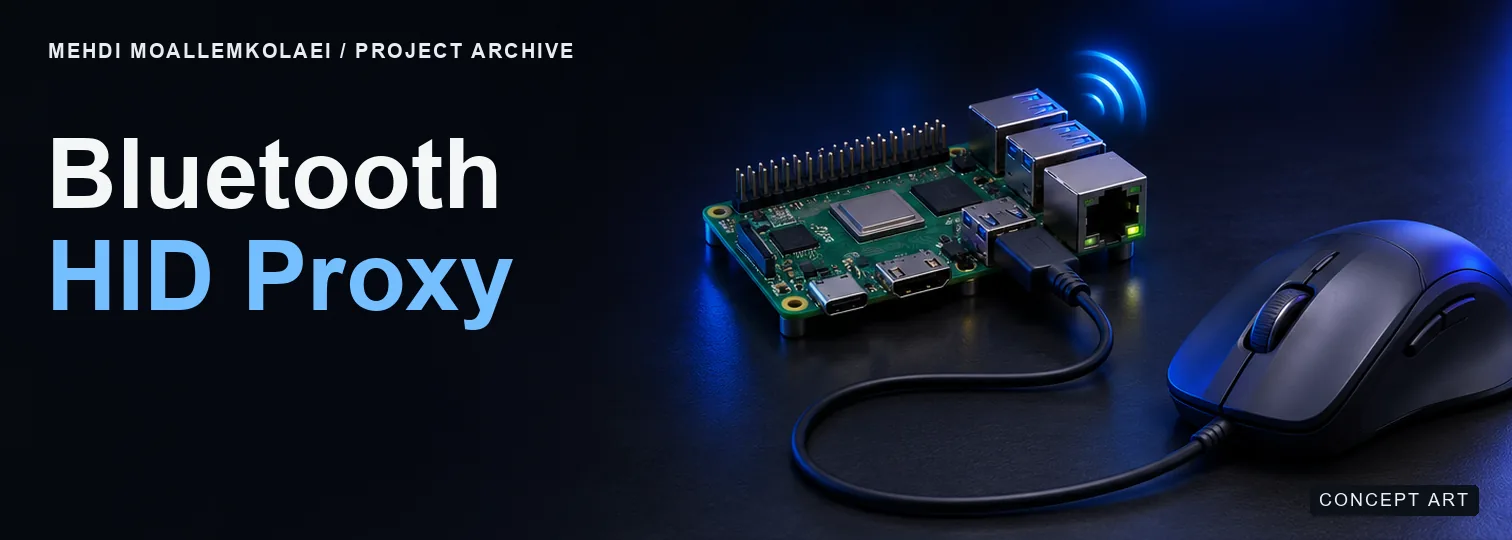 MEHDI MOALLEMKOLAEI / PROJECT ARCHIVE
Bluetooth
HID Proxy
CONCEPT ART